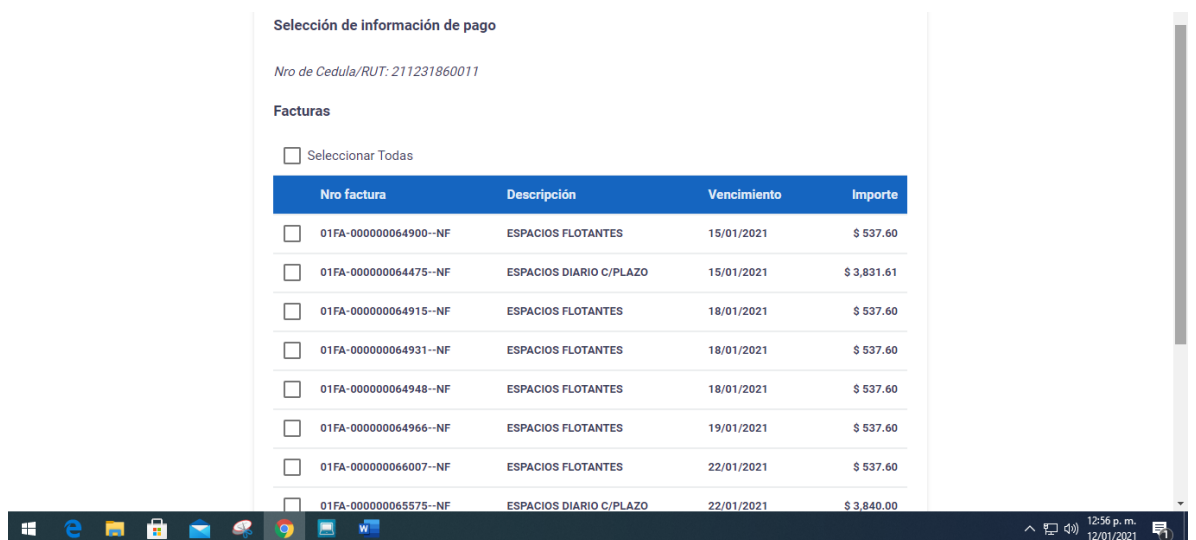 Selección de información de pago
Nro de Cedula/RUT: 211231860011
Facturas
Seleccionar Todas
Nro factura Descripción Vencimiento Importe
01FA-000000064900--NF ESPACIOS FLOTANTES 15/01/2021 $ 537.60
01FA-000000064475--NF ESPACIOS DIARIO C/PLAZO 15/01/2021 $ 3,831.61
01FA-000000064915--NF ESPACIOS FLOTANTES 18/01/2021 $ 537.60
01FA-000000064931--NF ESPACIOS FLOTANTES 18/01/2021 $ 537.60
01FA-000000064948--NF ESPACIOS FLOTANTES 18/01/2021 $ 537.60
01FA-000000064966--NF ESPACIOS FLOTANTES 19/01/2021 $ 537.60
01FA-000000066007--NF ESPACIOS FLOTANTES 22/01/2021 $ 537.60
01FA-000000065575--NF ESPACIOS DIARIO C/PLAZO 22/01/2021 $ 3,840.00
12:56 p. m.
12/01/2021